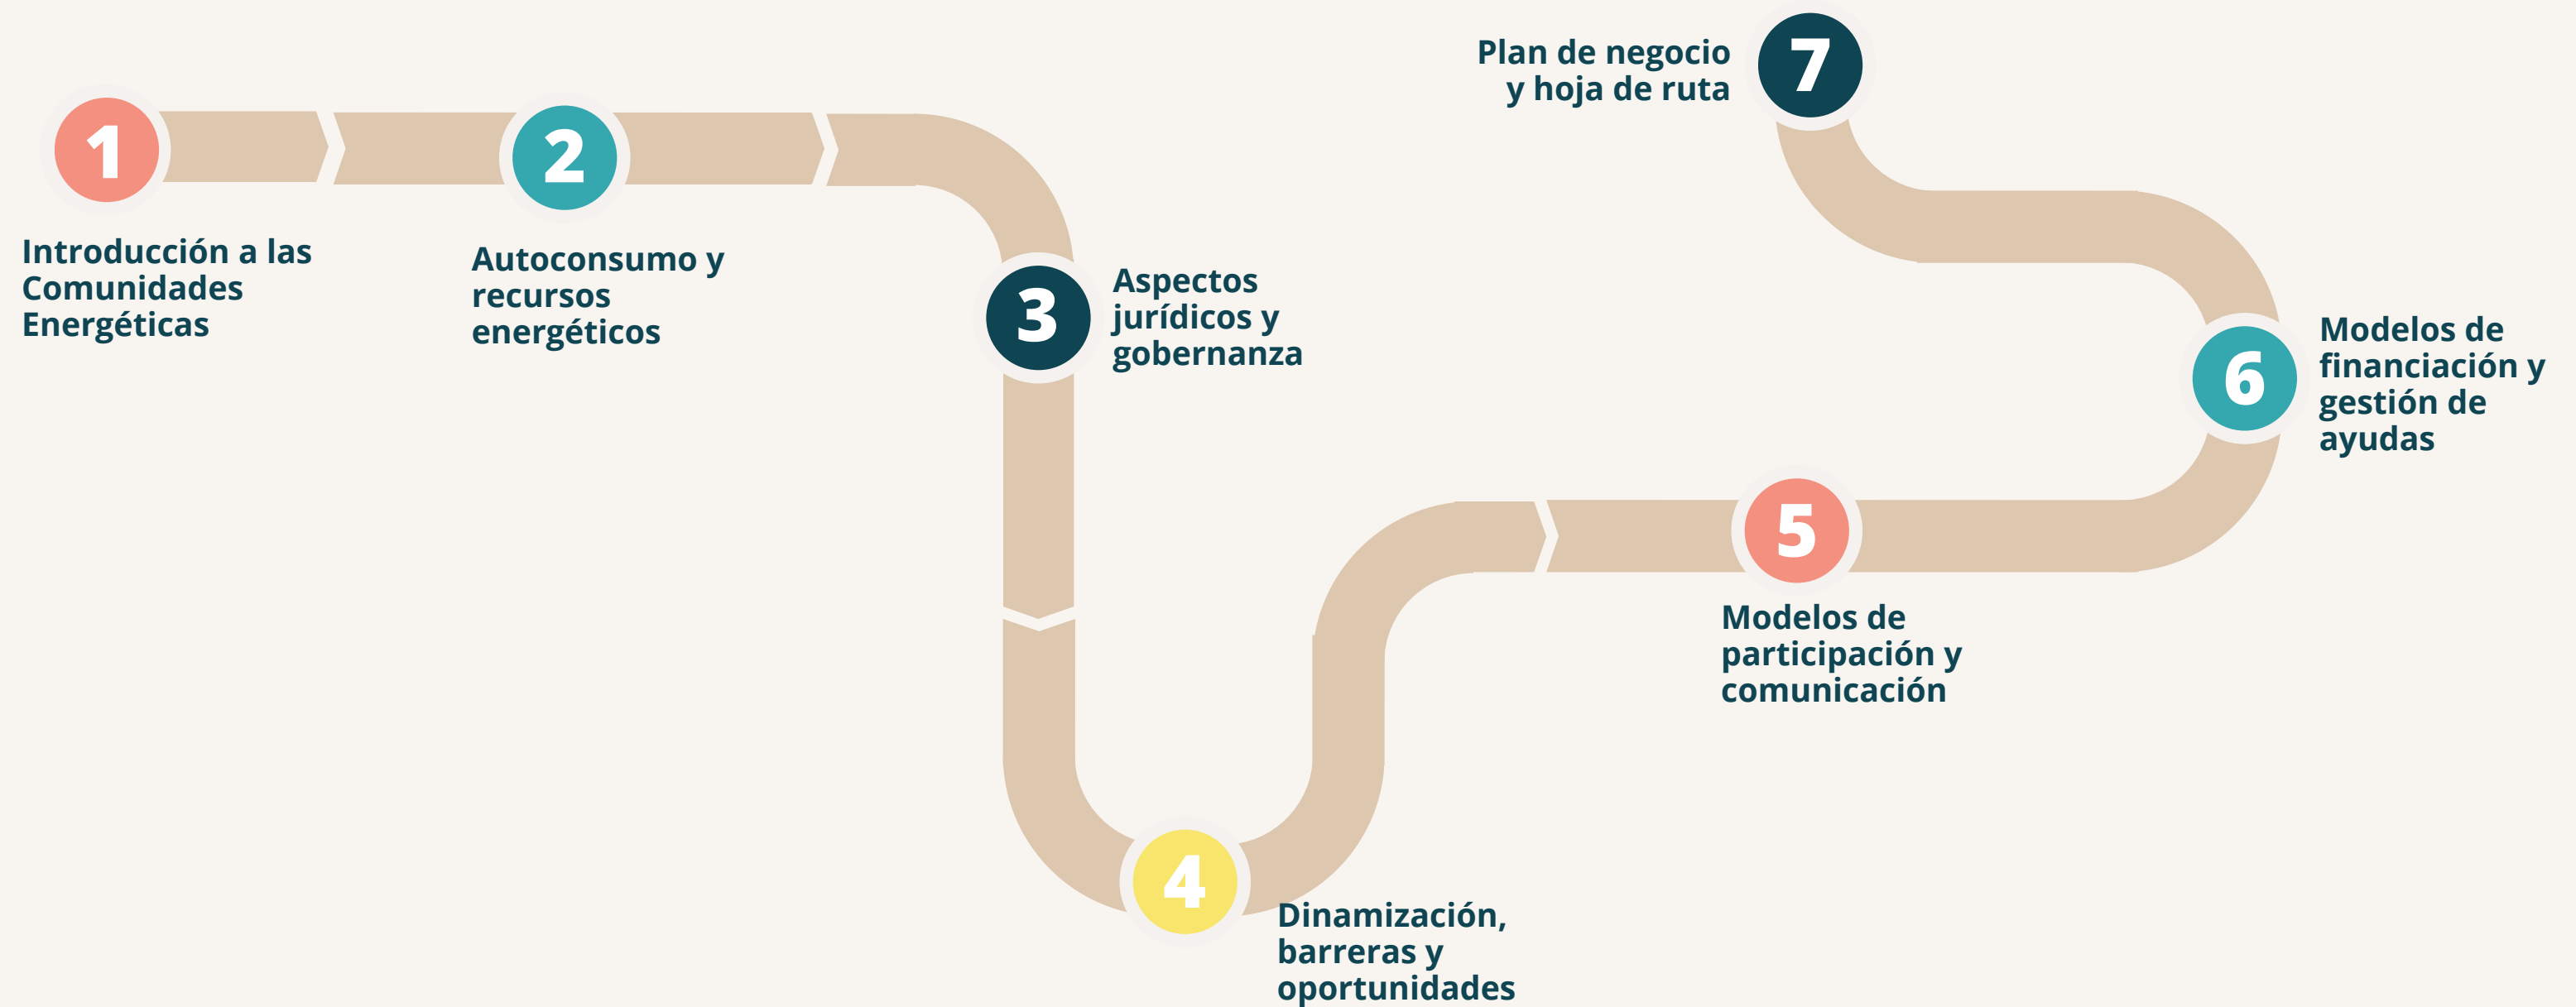 1
Introducción a las
Comunidades
Energéticas
2
Autoconsumo y
recursos
energéticos
3
Aspectos
jurídicos y
gobernanza
4
Dinamización,
barreras y
oportunidades
5
Modelos de
participación y
comunicación
6
Modelos de
financiación y
gestión de
ayudas
7
Plan de negocio
y hoja de ruta